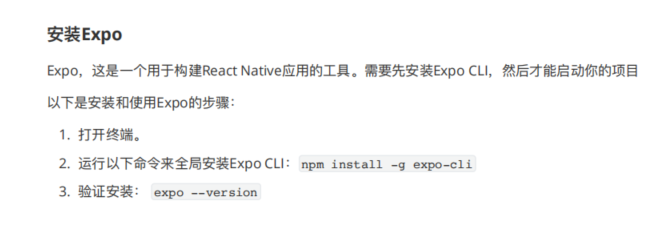 安装Expo
Expo，这是一个用于构建React Native应用的工具。需要先安装Expo CLI，然后才能启动你的项目
以下是安装和使用Expo的步骤：
1. 打开终端。
2. 运行以下命令来全局安装Expo CLI： npm install -g expo-cli
3. 验证安装： expo --version